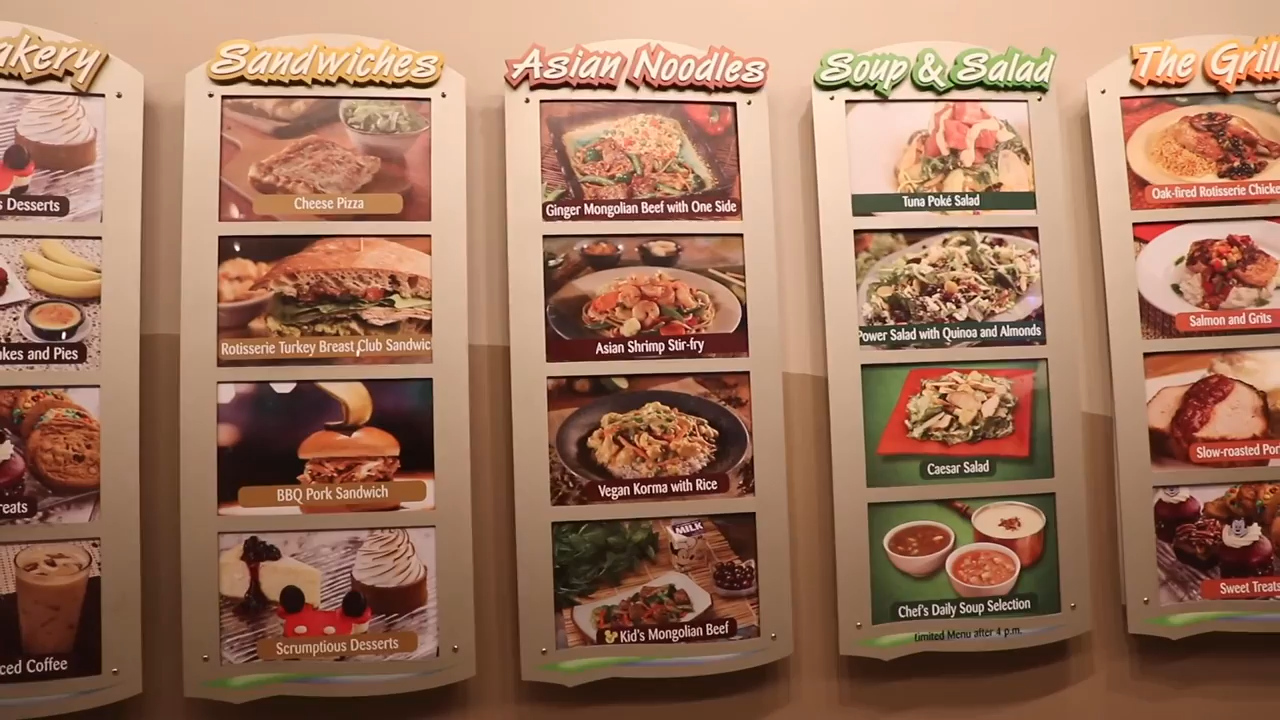 akery
s Desserts
akes and Pies
reats
ced Coffee
Sandwiches
Cheese Pizza
Rotisserie Turkey Breast Club Sandwic
BBQ Pork Sandwich
Scrumptious Desserts
Asian Noodles
Ginger Mongolian Beef with One Side
Asian Shrimp Stir-fry
Vegan Korma with Rice
MILK
Kid's Mongolian Beef
Soup & Salad
Tuna Poké Salad
Power Salad with Quinoa and Almonds
Caesar Salad
Chef's Daily Soup Selection
Limited Menu after 4 p.m.
The Grill
Oak-fired Rotisserie Chicke
Salmon and Grits
Slow-roasted Por
Sweet Treats